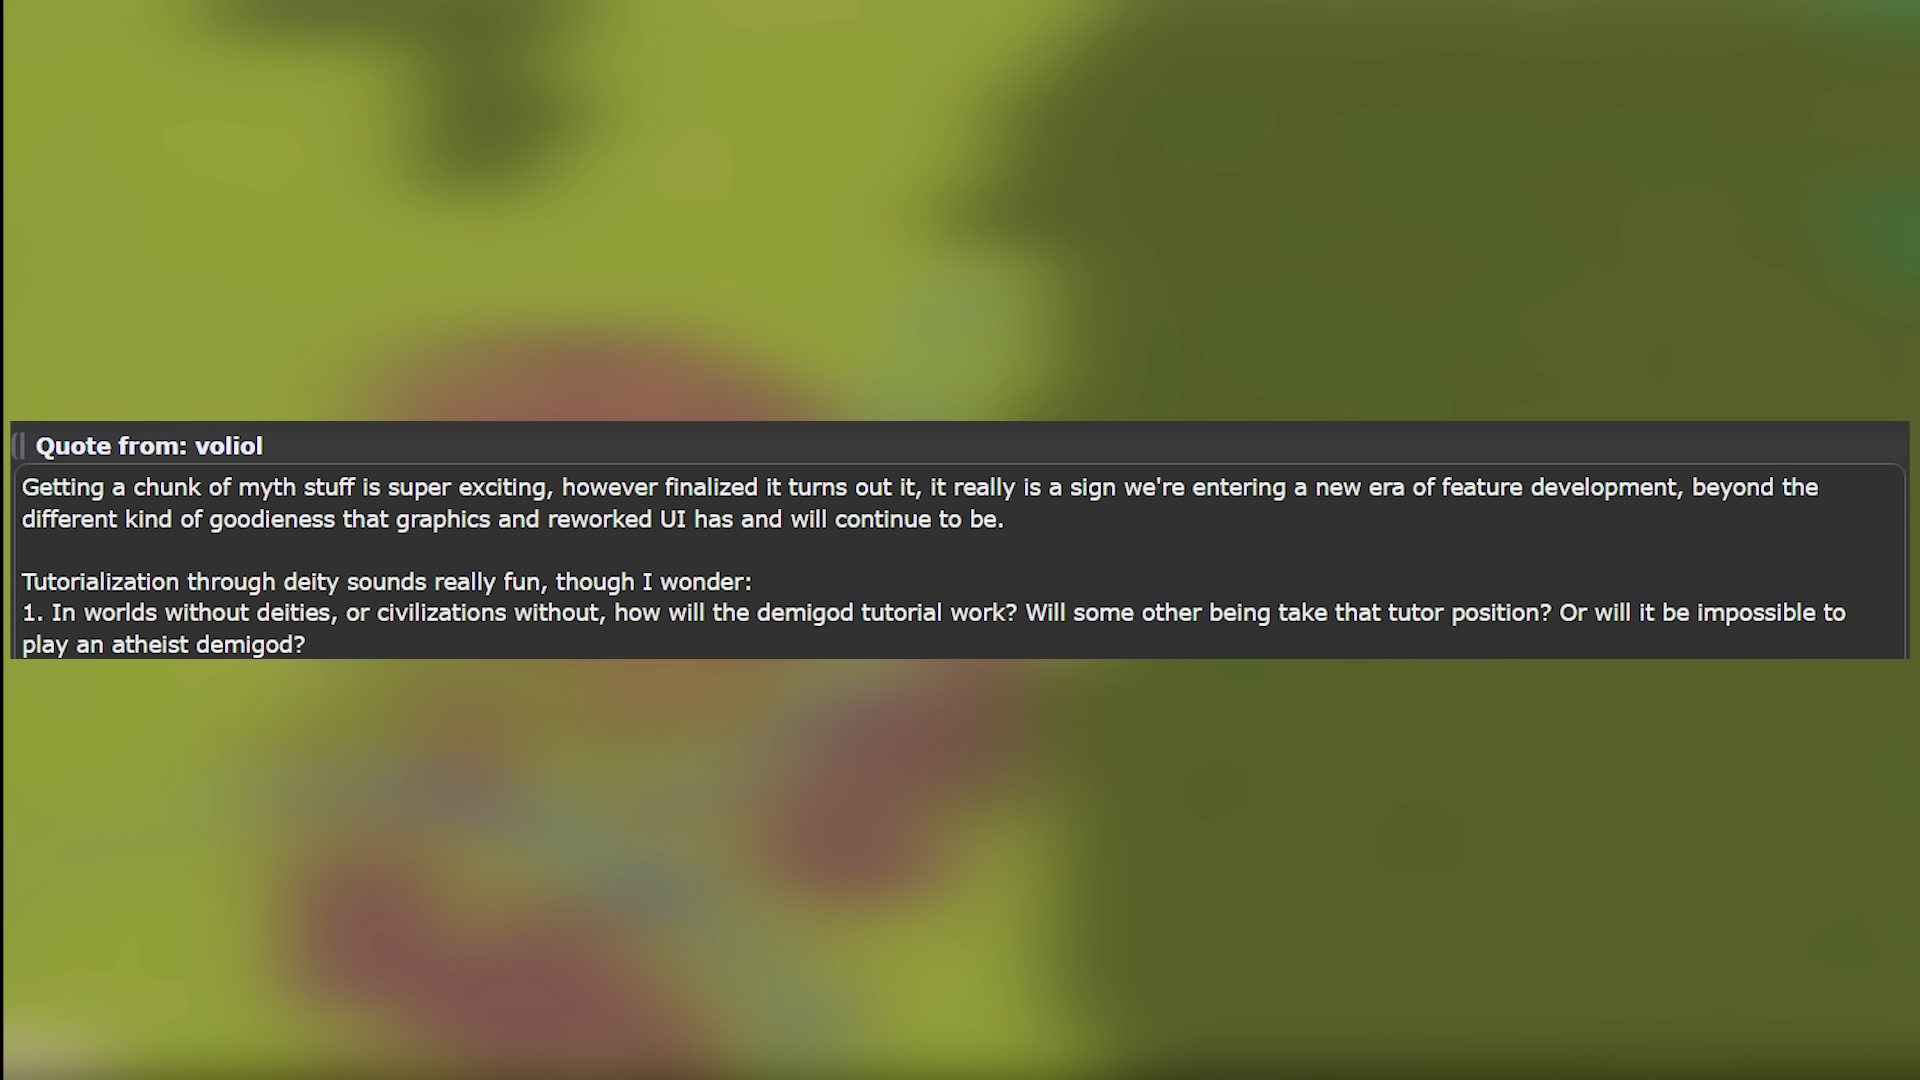 Quote from: voliol
Getting a chunk of myth stuff is super exciting, however finalized it turns out it, it really is a sign we're entering a new era of feature development, beyond the
different kind of goodieness that graphics and reworked UI has and will continue to be.
Tutorialization through deity sounds really fun, though I wonder:
1. In worlds without deities, or civilizations without, how will the demigod tutorial work? Will some other being take that tutor position? Or will it be impossible to
play an atheist demigod?